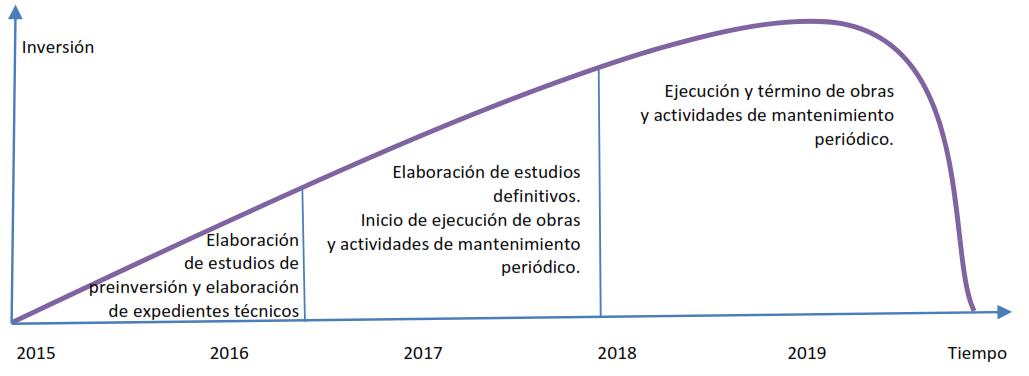 Inversión
Ejecución y término de obras
y actividades de mantenimiento
periódico.
Elaboración de estudios
definitivos.
Inicio de ejecución de obras
y actividades de mantenimiento
periódico.
Elaboración
de estudios de
preinversión y elaboración
de expedientes técnicos
2015 2016 2017 2018 2019 Tiempo